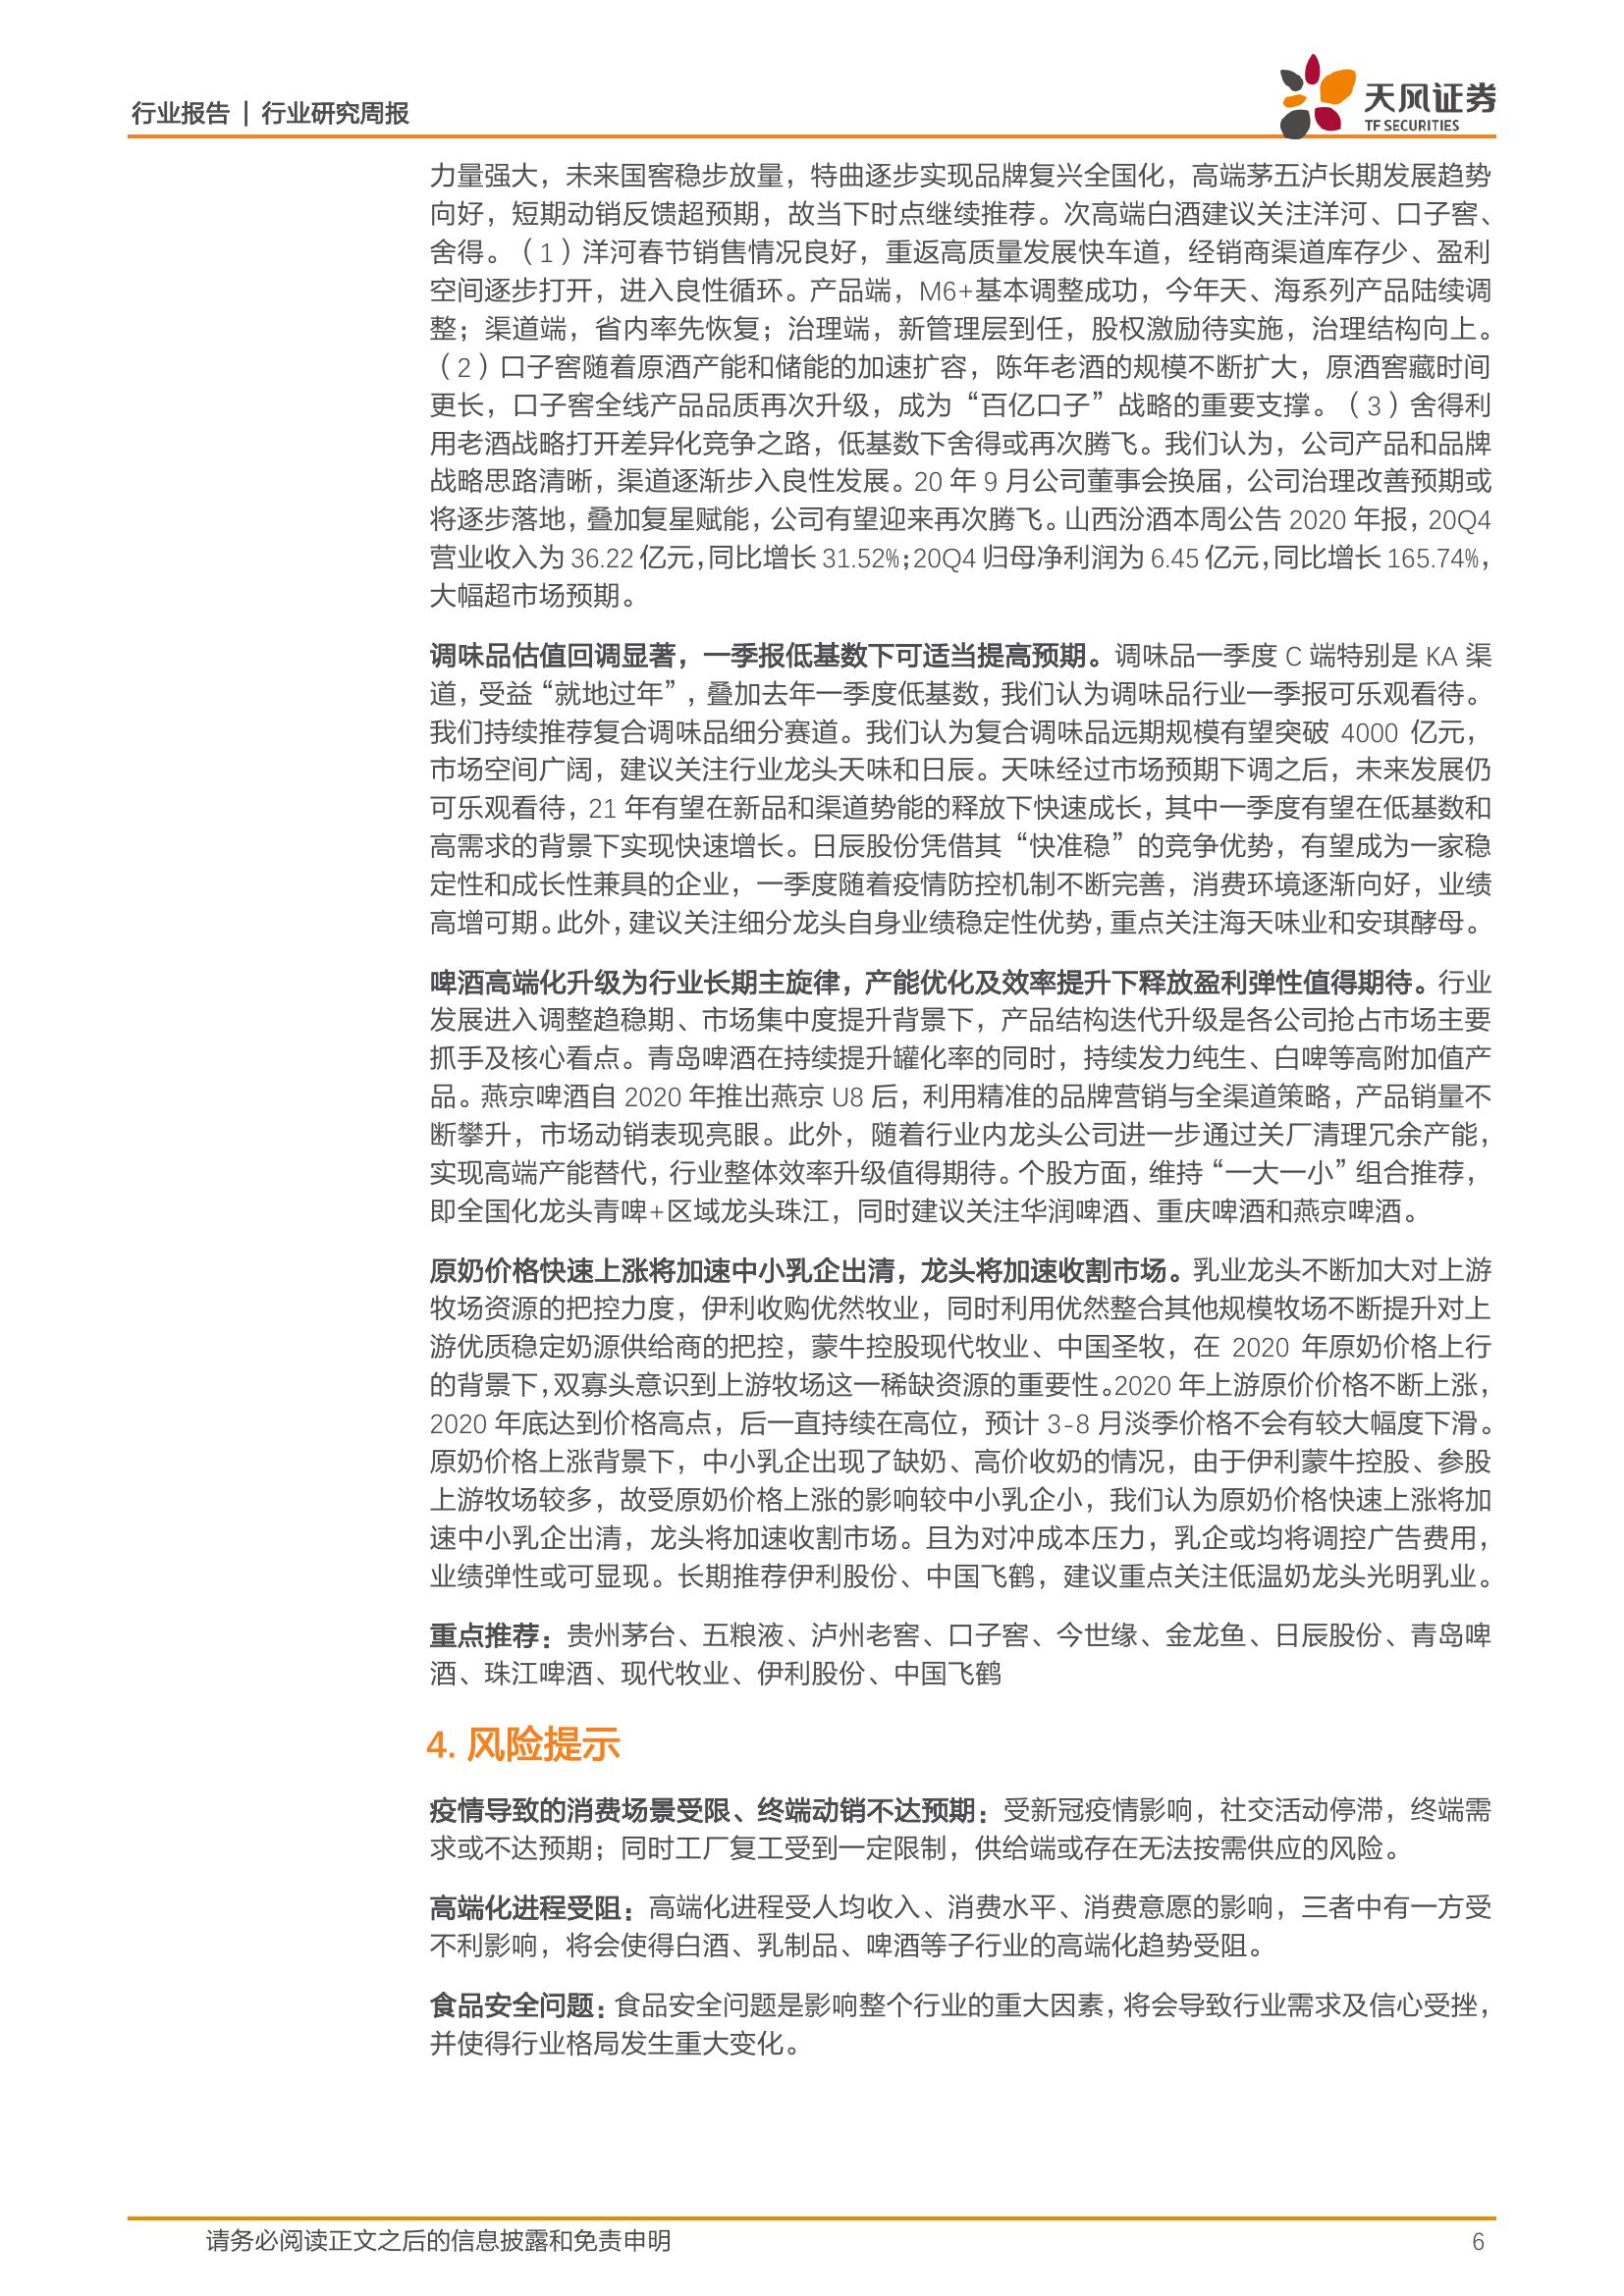 行业报告 | 行业研究周报
天风证券
TF SECURITIES
力量强大，未来国窖稳步放量，特曲逐步实现品牌复兴全国化，高端茅五泸长期发展趋势
向好，短期动销反馈超预期，故当下时点继续推荐。次高端白酒建议关注洋河、口子窖、
舍得。（1）洋河春节销售情况良好，重返高质量发展快车道，经销商渠道库存少、盈利
空间逐步打开，进入良性循环。产品端，M6+基本调整成功，今年天、海系列产品陆续调
整；渠道端，省内率先恢复；治理端，新管理层到任，股权激励待实施，治理结构向上。
（2）口子窖随着原酒产能和储能的加速扩容，陈年老酒的规模不断扩大，原酒窖藏时间
更长，口子窖全线产品品质再次升级，成为“百亿口子”战略的重要支撑。（3）舍得利
用老酒战略打开差异化竞争之路，低基数下舍得或再次腾飞。我们认为，公司产品和品牌
战略思路清晰，渠道逐渐步入良性发展。20 年 9 月公司董事会换届，公司治理改善预期或
将逐步落地，叠加复星赋能，公司有望迎来再次腾飞。山西汾酒本周公告 2020 年报，20Q4
营业收入为 36.22 亿元，同比增长 31.52%；20Q4 归母净利润为 6.45 亿元，同比增长 165.74%，
大幅超市场预期。
调味品估值回调显著，一季报低基数下可适当提高预期。调味品一季度 C 端特别是 KA 渠
道，受益“就地过年”，叠加去年一季度低基数，我们认为调味品行业一季报可乐观看待。
我们持续推荐复合调味品细分赛道。我们认为复合调味品远期规模有望突破 4000 亿元，
市场空间广阔，建议关注行业龙头天味和日辰。天味经过市场预期下调之后，未来发展仍
可乐观看待，21 年有望在新品和渠道势能的释放下快速成长，其中一季度有望在低基数和
高需求的背景下实现快速增长。日辰股份凭借其“快准稳”的竞争优势，有望成为一家稳
定性和成长性兼具的企业，一季度随着疫情防控机制不断完善，消费环境逐渐向好，业绩
高增可期。此外，建议关注细分龙头自身业绩稳定性优势，重点关注海天味业和安琪酵母。
啤酒高端化升级为行业长期主旋律，产能优化及效率提升下释放盈利弹性值得期待。行业
发展进入调整趋稳期、市场集中度提升背景下，产品结构迭代升级是各公司抢占市场主要
抓手及核心看点。青岛啤酒在持续提升罐化率的同时，持续发力纯生、白啤等高附加值产
品。燕京啤酒自 2020 年推出燕京 U8 后，利用精准的品牌营销与全渠道策略，产品销量不
断攀升，市场动销表现亮眼。此外，随着行业内龙头公司进一步通过关厂清理冗余产能，
实现高端产能替代，行业整体效率升级值得期待。个股方面，维持“一大一小”组合推荐，
即全国化龙头青啤+区域龙头珠江，同时建议关注华润啤酒、重庆啤酒和燕京啤酒。
原奶价格快速上涨将加速中小乳企出清，龙头将加速收割市场。乳业龙头不断加大对上游
牧场资源的把控力度，伊利收购优然牧业，同时利用优然整合其他规模牧场不断提升对上
游优质稳定奶源供给商的把控，蒙牛控股现代牧业、中国圣牧，在 2020 年原奶价格上行
的背景下，双寡头意识到上游牧场这一稀缺资源的重要性。2020 年上游原价价格不断上涨，
2020 年底达到价格高点，后一直持续在高位，预计 3-8 月淡季价格不会有较大幅度下滑。
原奶价格上涨背景下，中小乳企出现了缺奶、高价收奶的情况，由于伊利蒙牛控股、参股
上游牧场较多，故受原奶价格上涨的影响较中小乳企小，我们认为原奶价格快速上涨将加
速中小乳企出清，龙头将加速收割市场。且为对冲成本压力，乳企或均将调控广告费用，
业绩弹性或可显现。长期推荐伊利股份、中国飞鹤，建议重点关注低温奶龙头光明乳业。
重点推荐：贵州茅台、五粮液、泸州老窖、口子窖、今世缘、金龙鱼、日辰股份、青岛啤
酒、珠江啤酒、现代牧业、伊利股份、中国飞鹤
4. 风险提示
疫情导致的消费场景受限、终端动销不达预期：受新冠疫情影响，社交活动停滞，终端需
求或不达预期；同时工厂复工受到一定限制，供给端或存在无法按需供应的风险。
高端化进程受阻：高端化进程受人均收入、消费水平、消费意愿的影响，三者中有一方受
不利影响，将会使得白酒、乳制品、啤酒等子行业的高端化趋势受阻。
食品安全问题：食品安全问题是影响整个行业的重大因素，将会导致行业需求及信心受挫，
并使得行业格局发生重大变化。
请务必阅读正文之后的信息披露和免责申明
6